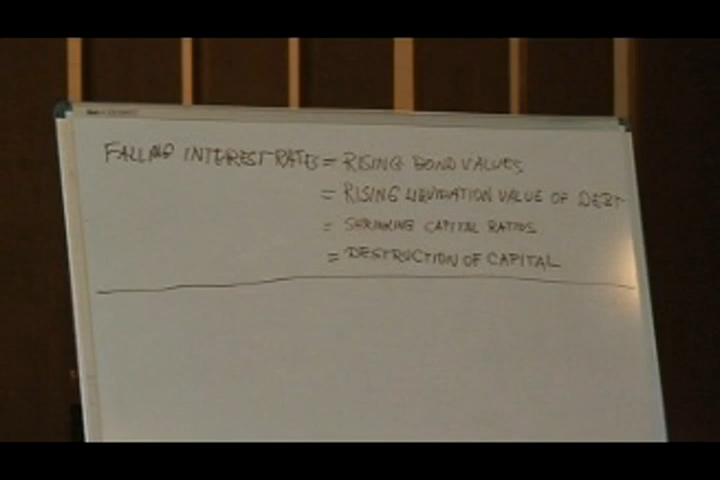 FALLING INTEREST RATES = RISING BOND VALUES
= RISING LIQUIDATION VALUE OF DEBT
= SHRINKING CAPITAL RATIOS
= DESTRUCTION OF CAPITAL